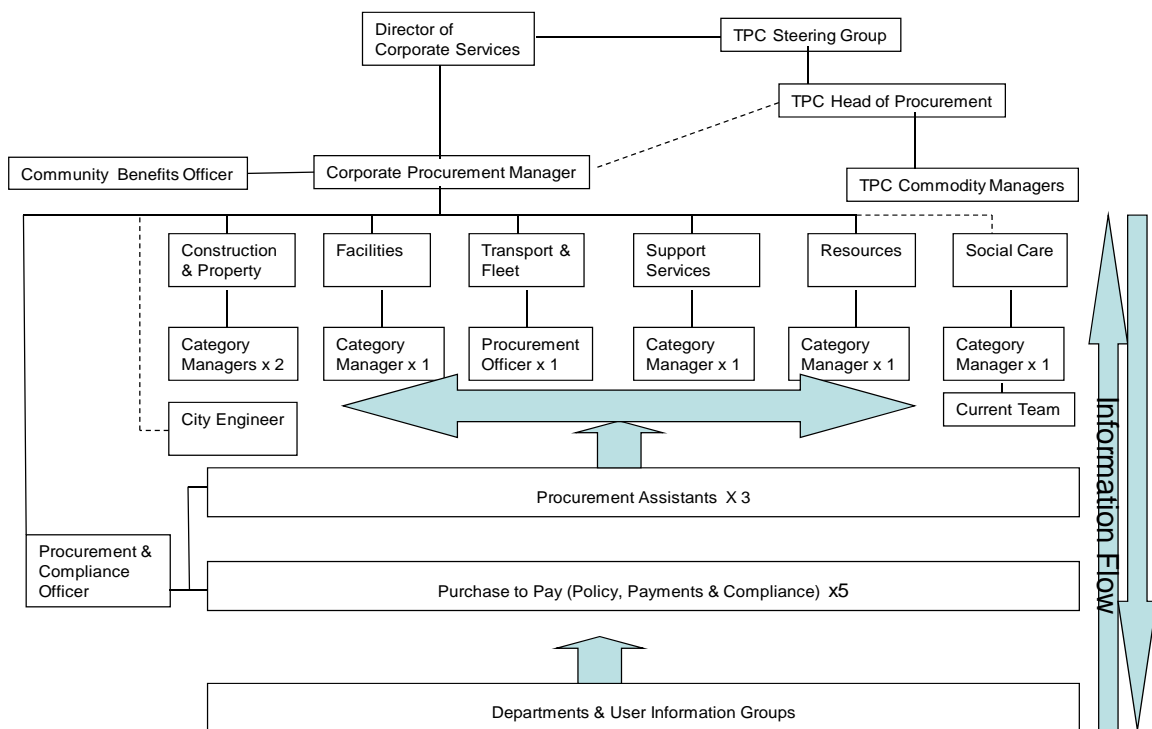 Director of
Corporate Services
TPC Steering Group
TPC Head of Procurement
Community Benefits Officer
Corporate Procurement Manager
TPC Commodity Managers
Construction
& Property
Facilities
Transport &
Fleet
Support
Services
Resources
Social Care
Category
Managers x 2
Category
Manager x 1
Procurement
Officer x 1
Category
Manager x 1
Category
Manager x 1
Category
Manager x 1
City Engineer
Current Team
Information Flow
Procurement Assistants X 3
Procurement &
Compliance
Officer
Purchase to Pay (Policy, Payments & Compliance) x5
Departments & User Information Groups